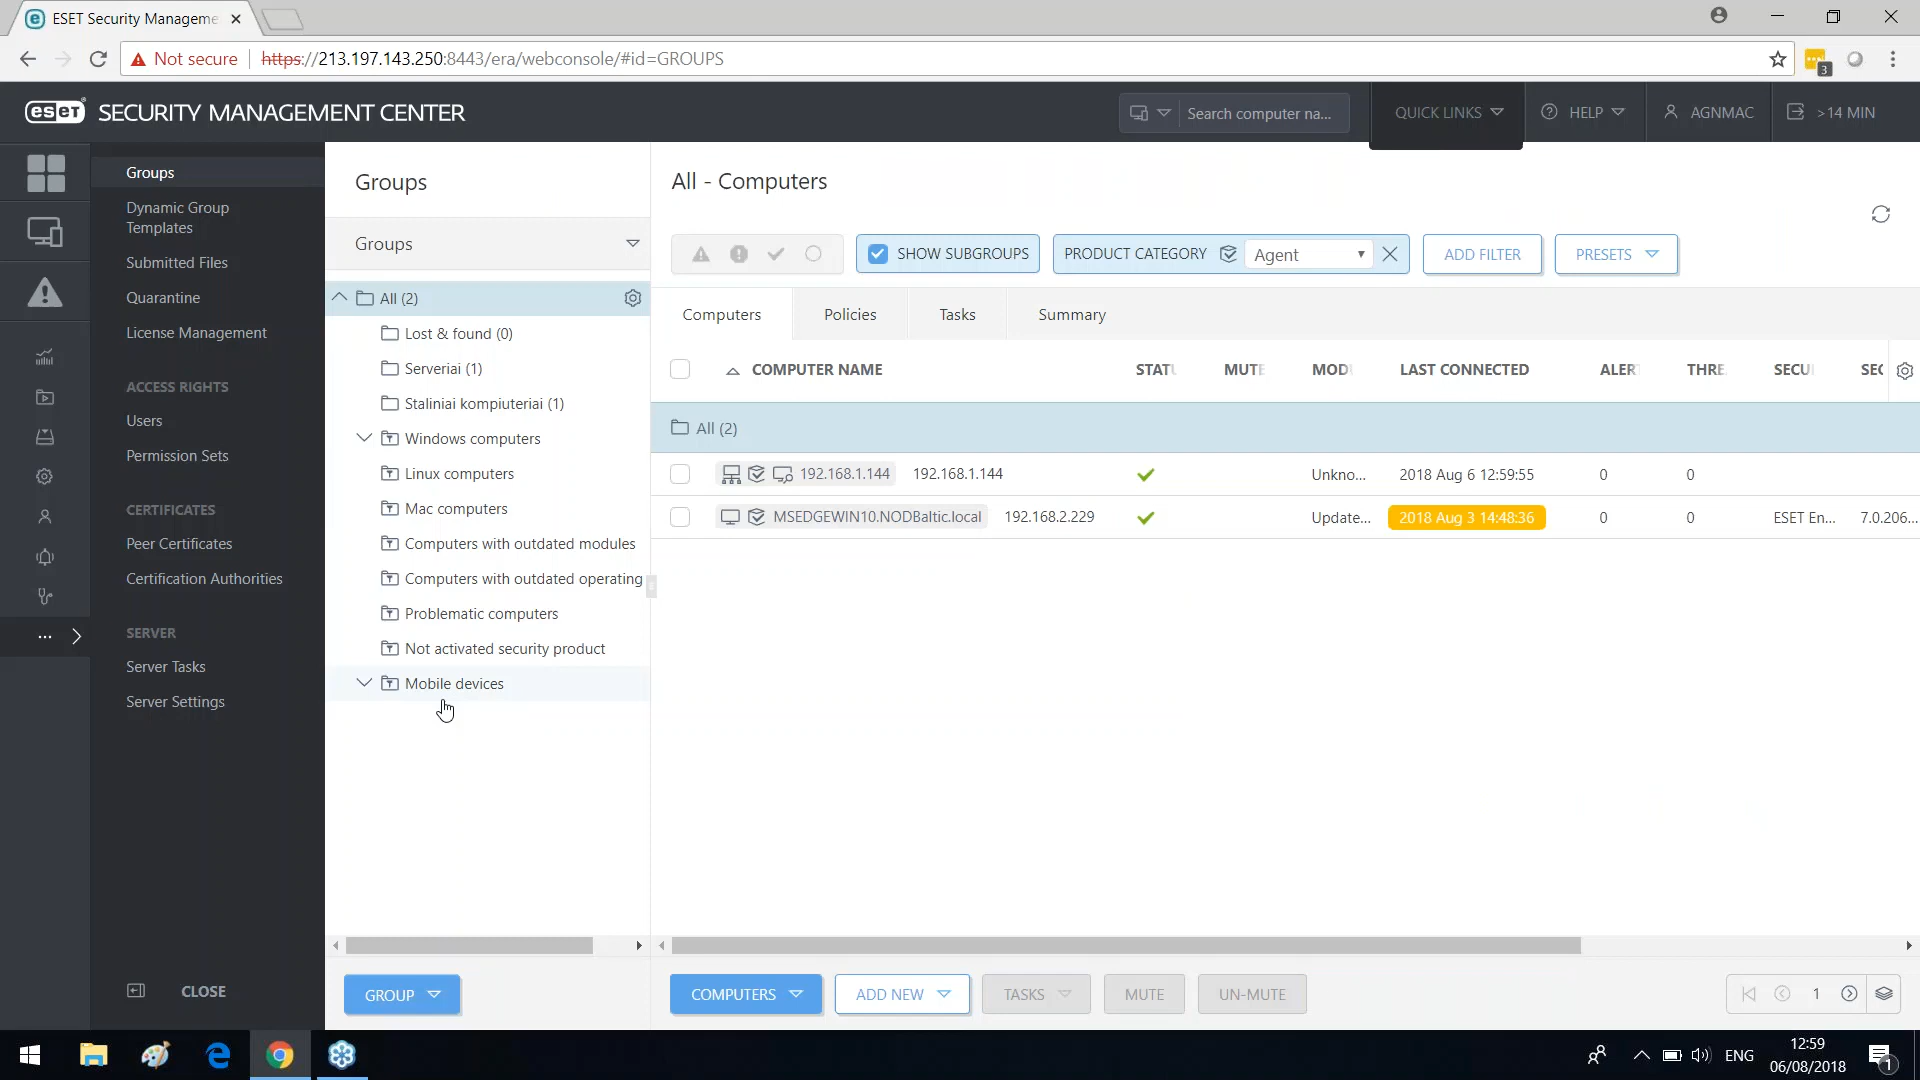 ESET Security Manageme
Not secure
https://213.197.143.250:8443/era/webconsole/#id=GROUPS
3
eset SECURITY MANAGEMENT CENTER
Search computer na...
QUICK LINKS
HELP
AGNMAC
>14 MIN
Groups
Dynamic Group
Templates
Submitted Files
Quarantine
License Management
ACCESS RIGHTS
Users
Permission Sets
CERTIFICATES
Peer Certificates
Certification Authorities
SERVER
Server Tasks
Server Settings
CLOSE
Groups
Groups
All (2)
Lost & found (0)
Serveriai (1)
Staliniai kompiuteriai (1)
Windows computers
Linux computers
Mac computers
Computers with outdated modules
Computers with outdated operating
Problematic computers
Not activated security product
Mobile devices
GROUP
All - Computers
SHOW SUBGROUPS
PRODUCT CATEGORY
Agent
ADD FILTER
PRESETS
Computers
Policies
Tasks
Summary
COMPUTER NAME
STATU
MUTE
MOD
LAST CONNECTED
ALER
THRE
SECU
SEC
All (2)
192.168.1.144 192.168.1.144 Unkno... 2018 Aug 6 12:59:55 0 0
MSEDGEWIN10.NODBaltic.local 192.168.2.229 Update... 2018 Aug 3 14:48:36 0 0 ESET En... 7.0.206...
COMPUTERS
ADD NEW
TASKS
MUTE
UN-MUTE
1
ENG
12:59
06/08/2018
1